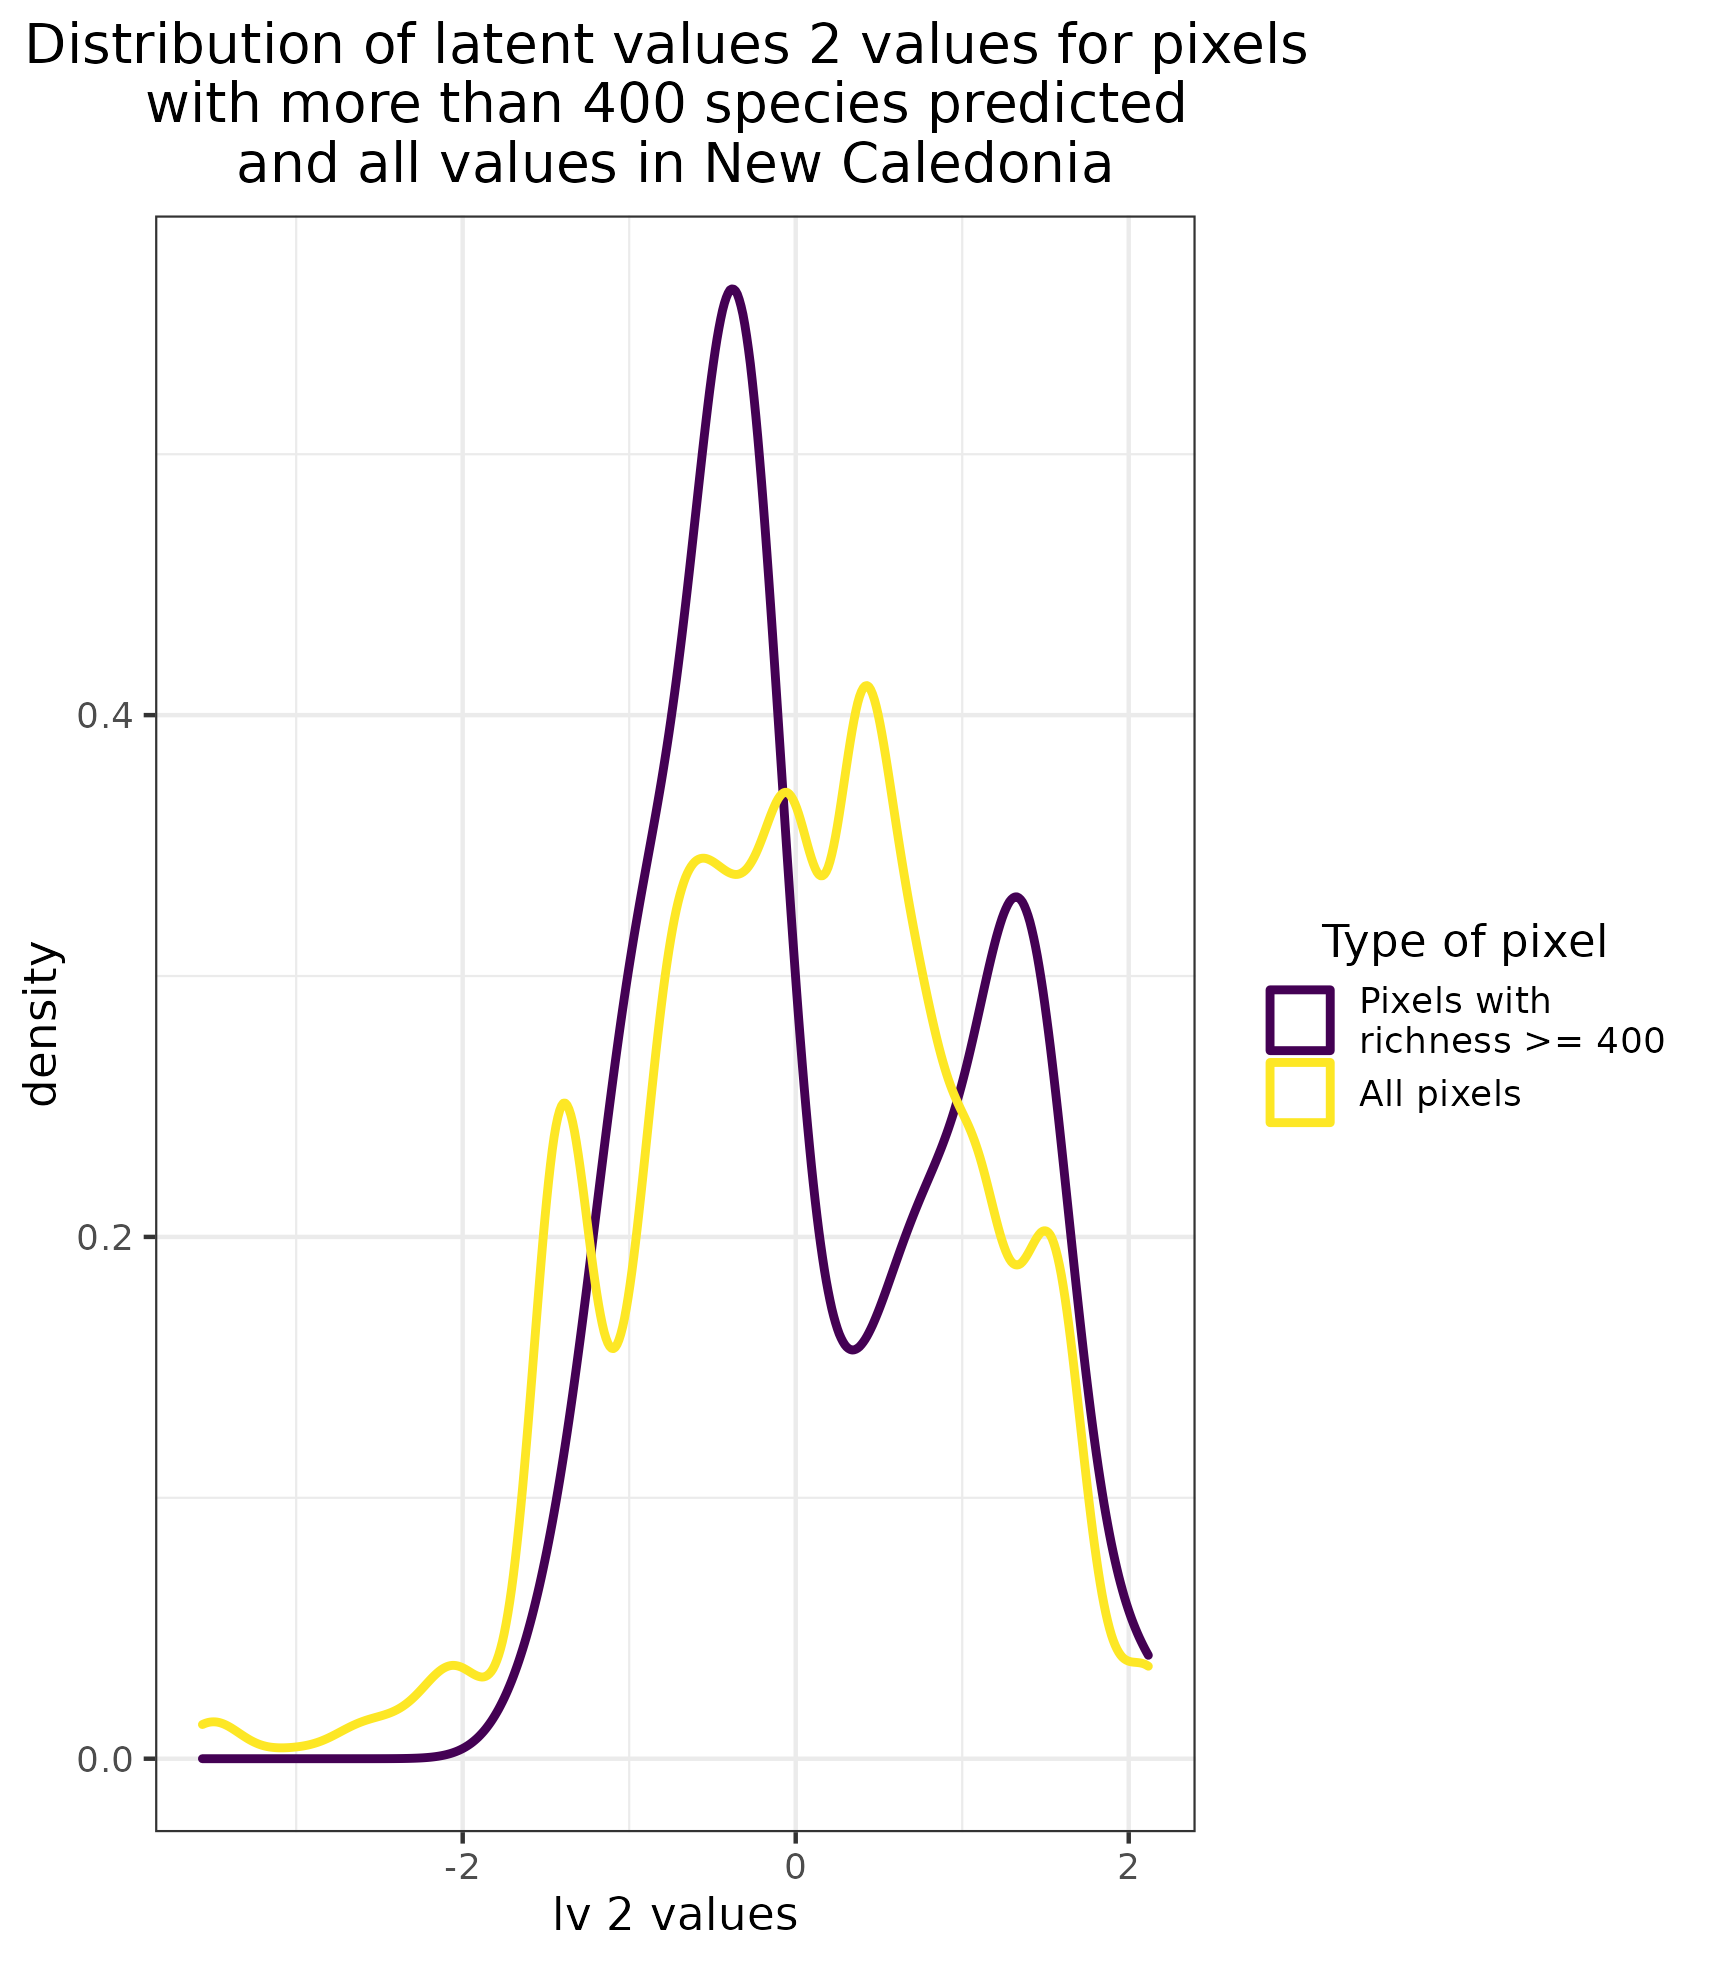 Distribution of latent values 2 values for pixels
with more than 400 species predicted
and all values in New Caledonia
density
0.4
0.2
0.0
-2
0
2
lv 2 values
Type of pixel
Pixels with
richness >= 400
All pixels